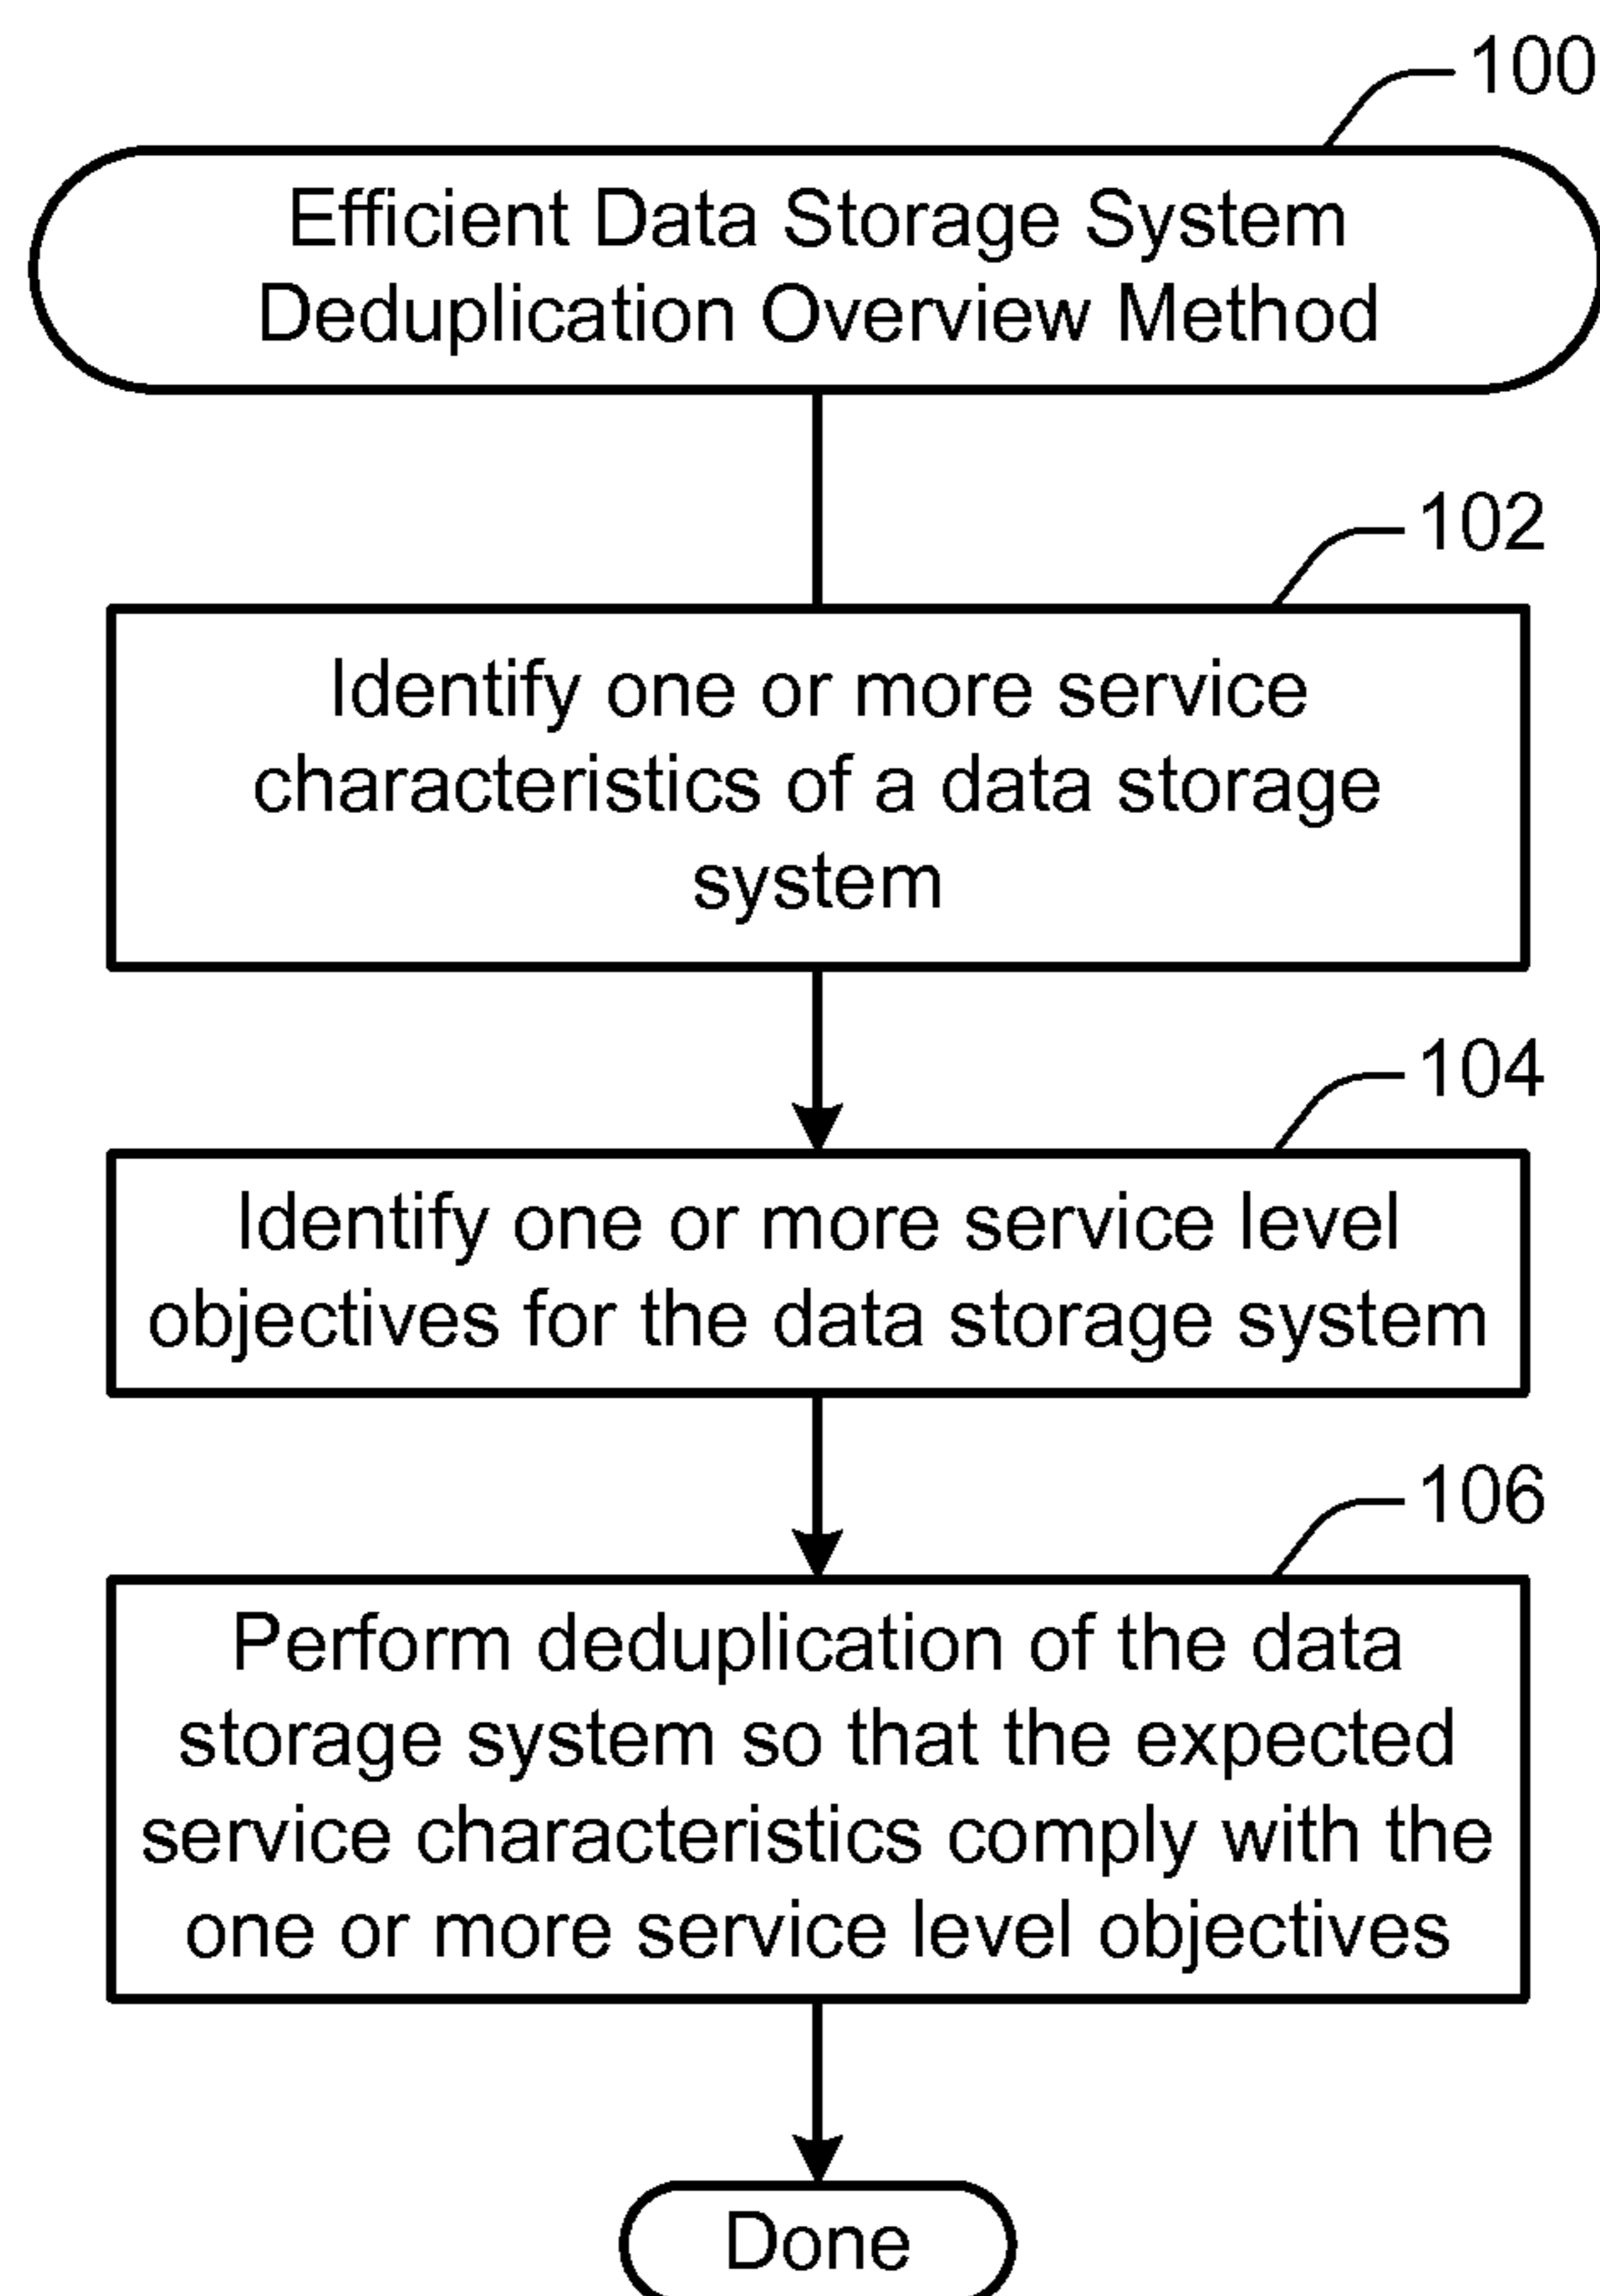 100
Efficient Data Storage System
Deduplication Overview Method
102
Identify one or more service
characteristics of a data storage
system
104
Identify one or more service level
objectives for the data storage system
106
Perform deduplication of the data
storage system so that the expected
service characteristics comply with the
one or more service level objectives
Done